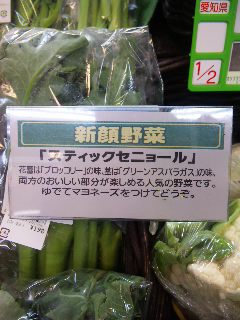 愛知県
1/2
新顔野菜
「スティックセニョール」
花蕾は「ブロッコリー」の味、茎は「グリーンアスパラガス」の味、
両方のおいしい部分が楽しめる人気の野菜です。
ゆでてマヨネーズをつけてどうぞ。